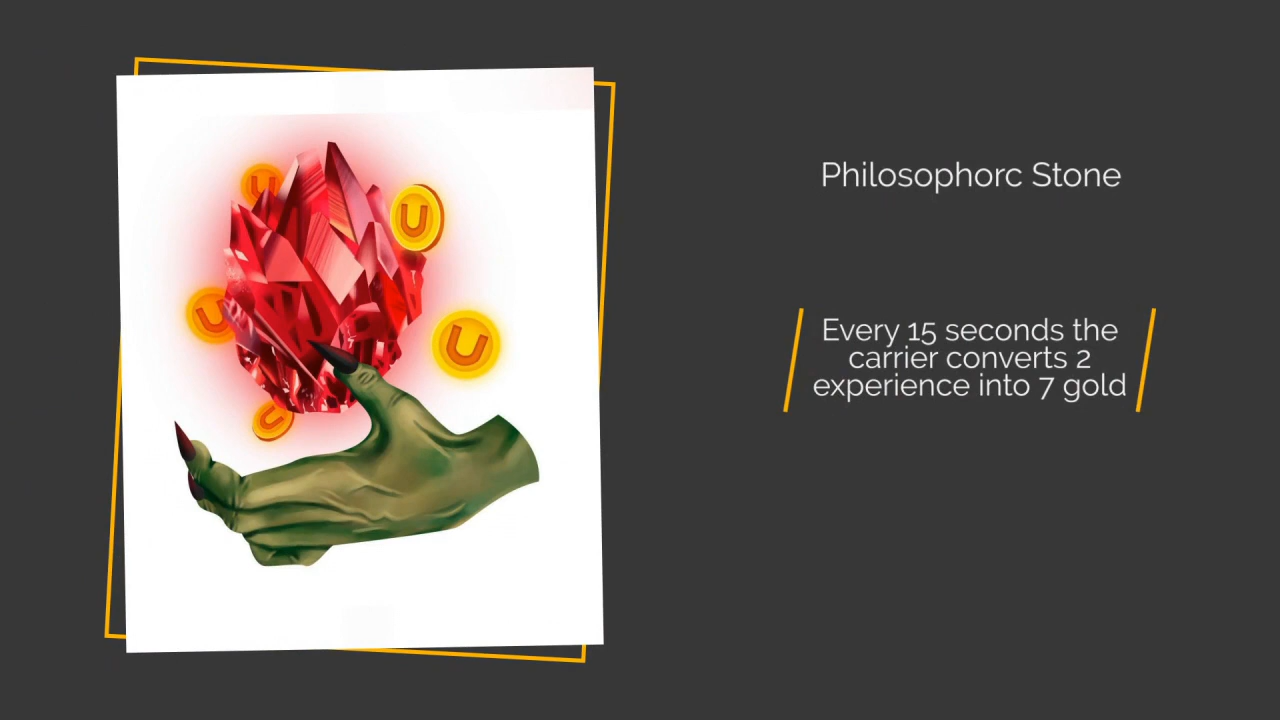 Philosophorc Stone
Every 15 seconds the
carrier converts 2
experience into 7 gold
U
U
U
U